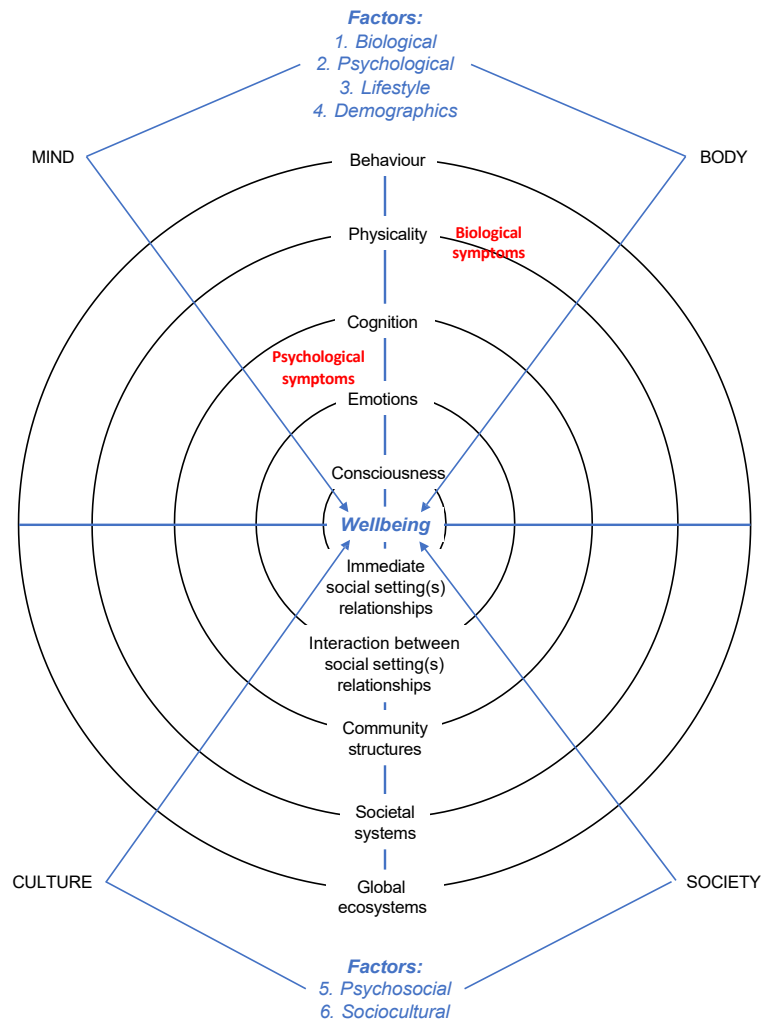 Factors:
1. Biological
2. Psychological
3. Lifestyle
4. Demographics
MIND
BODY
Behaviour
Physicality
Biological
symptoms
Cognition
Psychological
symptoms
Emotions
Consciousness
Wellbeing
Immediate
social setting(s)
relationships
Interaction between
social setting(s)
relationships
Community
structures
Societal
systems
CULTURE
SOCIETY
Global
ecosystems
Factors:
5. Psychosocial
6. Sociocultural